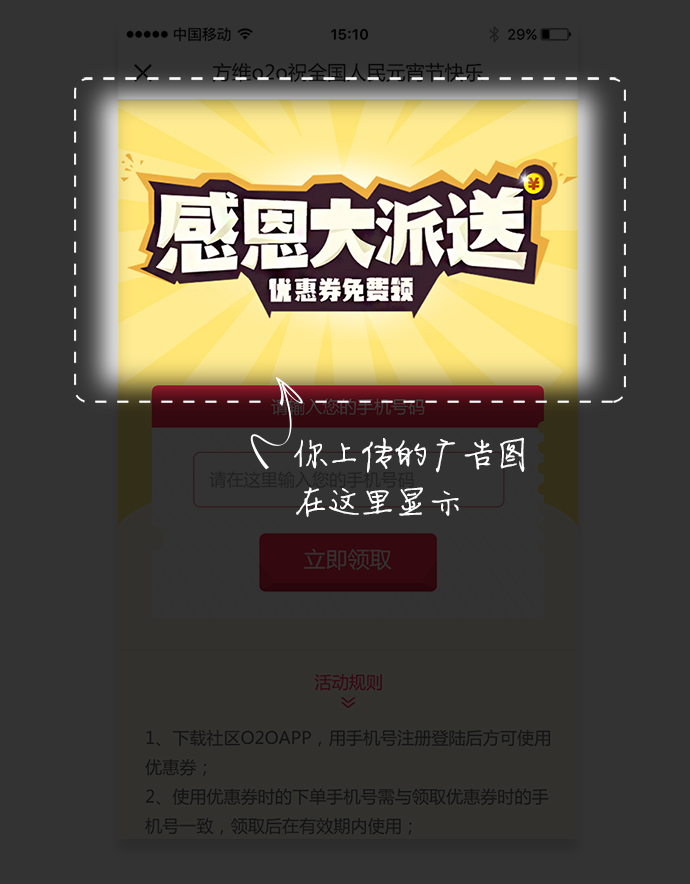 中国移动
15:10
29%
方维o2o祝全国人民元宵节快乐
感恩大派送
优惠券免费领
请输入您的手机号码
你上传的广告图
请在这里输入您的手机号码
在这里显示
立即领取
活动规则
1、下载社区O2OAPP，用手机号注册登陆后方可使用
优惠券；
2、使用优惠券时的下单手机号需与领取优惠券时的手
机号一致，领取后在有效期内使用；